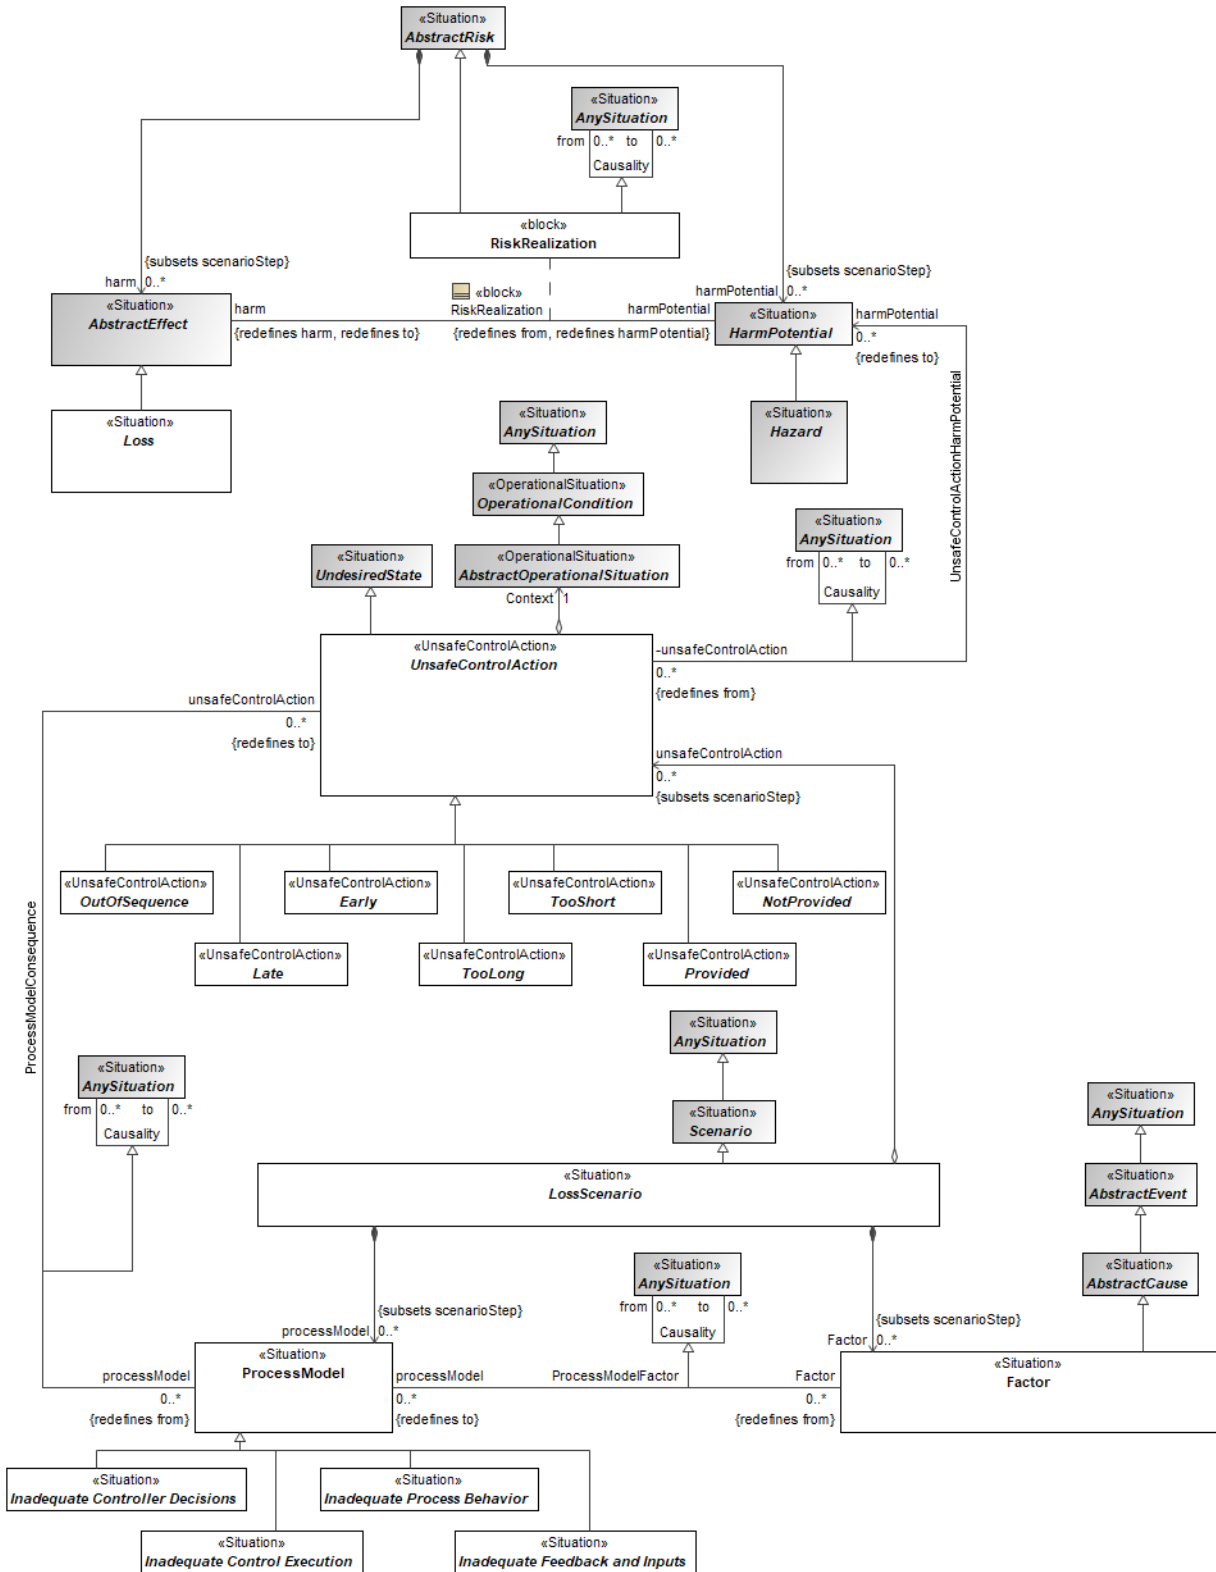 «Situation»
AbstractRisk
«Situation»
AnySituation
from 0..* to 0..*
Causality
«block»
RiskRealization
{subsets scenarioStep}
harm 0..*
«Situation»
AbstractEffect
harm
{redefines harm, redefines to}
«block»
RiskRealization
{subsets scenarioStep}
harmPotential 0..*
harmPotential
{redefines from, redefines harmPotential}
«Situation»
HarmPotential
harmPotential
0..*
{redefines to}
UnsafeControlActionHarmPotential
«Situation»
Loss
«Situation»
Hazard
«Situation»
AnySituation
«OperationalSituation»
OperationalCondition
«OperationalSituation»
AbstractOperationalSituation
Context 1
«Situation»
UndesiredState
«Situation»
AnySituation
from 0..* to 0..*
Causality
«UnsafeControlAction»
UnsafeControlAction
-unsafeControlAction
0..*
{redefines from}
unsafeControlAction
0..*
{redefines to}
unsafeControlAction
0..*
{subsets scenarioStep}
«UnsafeControlAction»
OutOfSequence
«UnsafeControlAction»
Early
«UnsafeControlAction»
TooShort
«UnsafeControlAction»
NotProvided
«UnsafeControlAction»
Late
«UnsafeControlAction»
TooLong
«UnsafeControlAction»
Provided
ProcessModelConsequence
«Situation»
AnySituation
from 0..* to 0..*
Causality
«Situation»
AnySituation
«Situation»
Scenario
«Situation»
LossScenario
«Situation»
AnySituation
«Situation»
AbstractEvent
«Situation»
AbstractCause
«Situation»
AnySituation
from 0..* to 0..*
Causality
{subsets scenarioStep}
processModel 0..*
{subsets scenarioStep}
Factor 0..*
processModel
0..*
{redefines from}
«Situation»
ProcessModel
processModel
0..*
{redefines to}
ProcessModelFactor
Factor
0..*
{redefines from}
«Situation»
Factor
«Situation»
Inadequate Controller Decisions
«Situation»
Inadequate Process Behavior
«Situation»
Inadequate Control Execution
«Situation»
Inadequate Feedback and Inputs